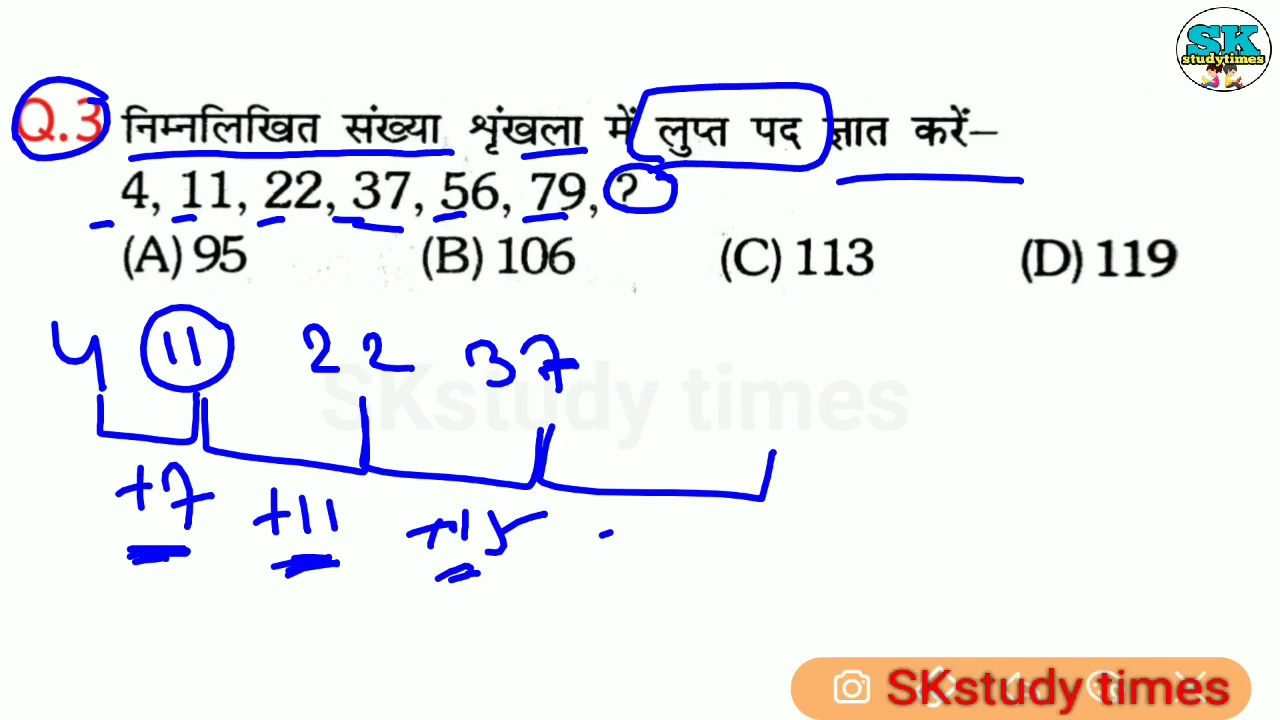 SK
studytimes
Q.3 निम्नलिखित संख्या शृंखला में लुप्त पद ज्ञात करें–
4, 11, 22, 37, 56, 79, ?
(A) 95 (B) 106 (C) 113 (D) 119
4 11 22 37
SKstudy times
+7 +11 +15
SKstudy times